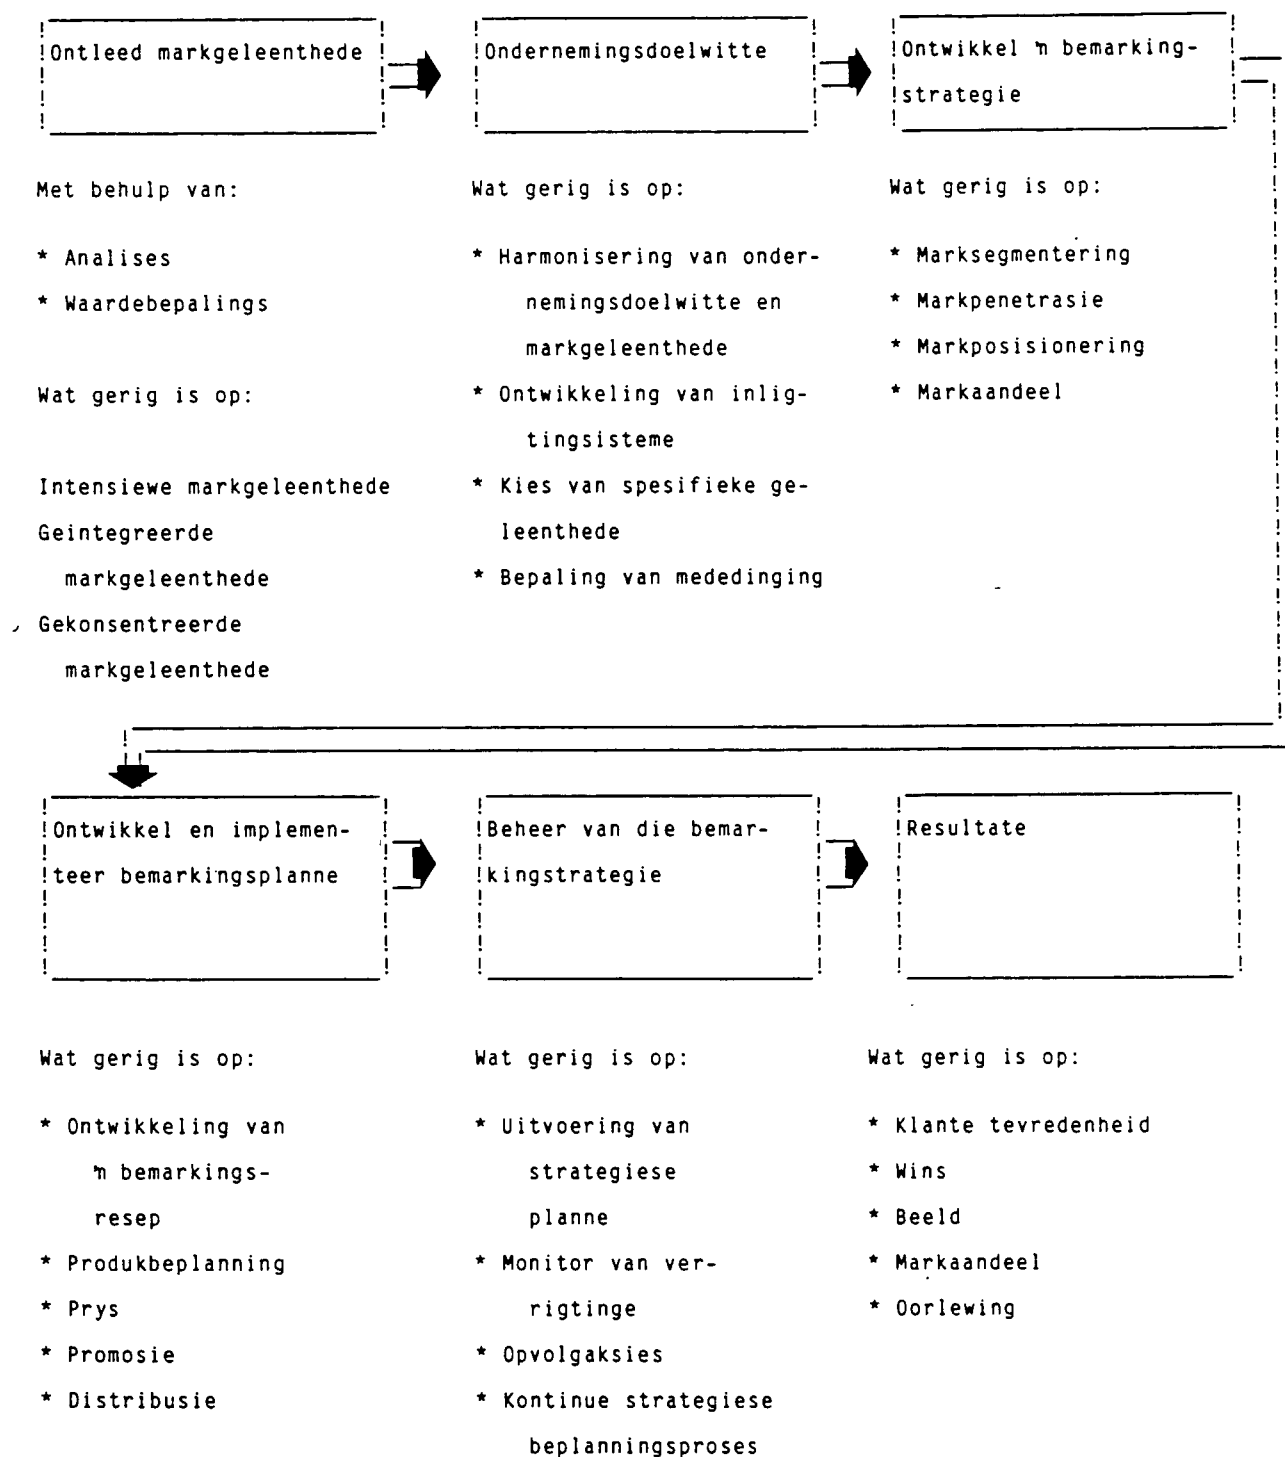 Ontleed markgeleenthede
Ondernemingsdoelwitte
Ontwikkel 'n bemarking-
strategie
Met behulp van:
* Analises
* Waardebepalings
Wat gerig is op:
Intensiewe markgeleenthede
Geintegreerde
markgeleenthede
Gekonsentreerde
markgeleenthede
Wat gerig is op:
* Harmonisering van onder-
nemingsdoelwitte en
markgeleenthede
* Ontwikkeling van inlig-
tingsisteme
* Kies van spesifieke ge-
leenthede
* Bepaling van mededinging
Wat gerig is op:
* Marksegmentering
* Markpenetrasie
* Markposisionering
* Markaandeel
Ontwikkel en implemen-
teer bemarkingsplanne
Beheer van die bemar-
kingstrategie
Resultate
Wat gerig is op:
* Ontwikkeling van
'n bemarkings-
resep
* Produkbeplanning
* Prys
* Promosie
* Distribusie
Wat gerig is op:
* Uitvoering van
strategiese
planne
* Monitor van ver-
rigtinge
* Opvolgaksies
* Kontinue strategiese
beplanningsproses
Wat gerig is op:
* Klante tevredenheid
* Wins
* Beeld
* Markaandeel
* Oorlewing